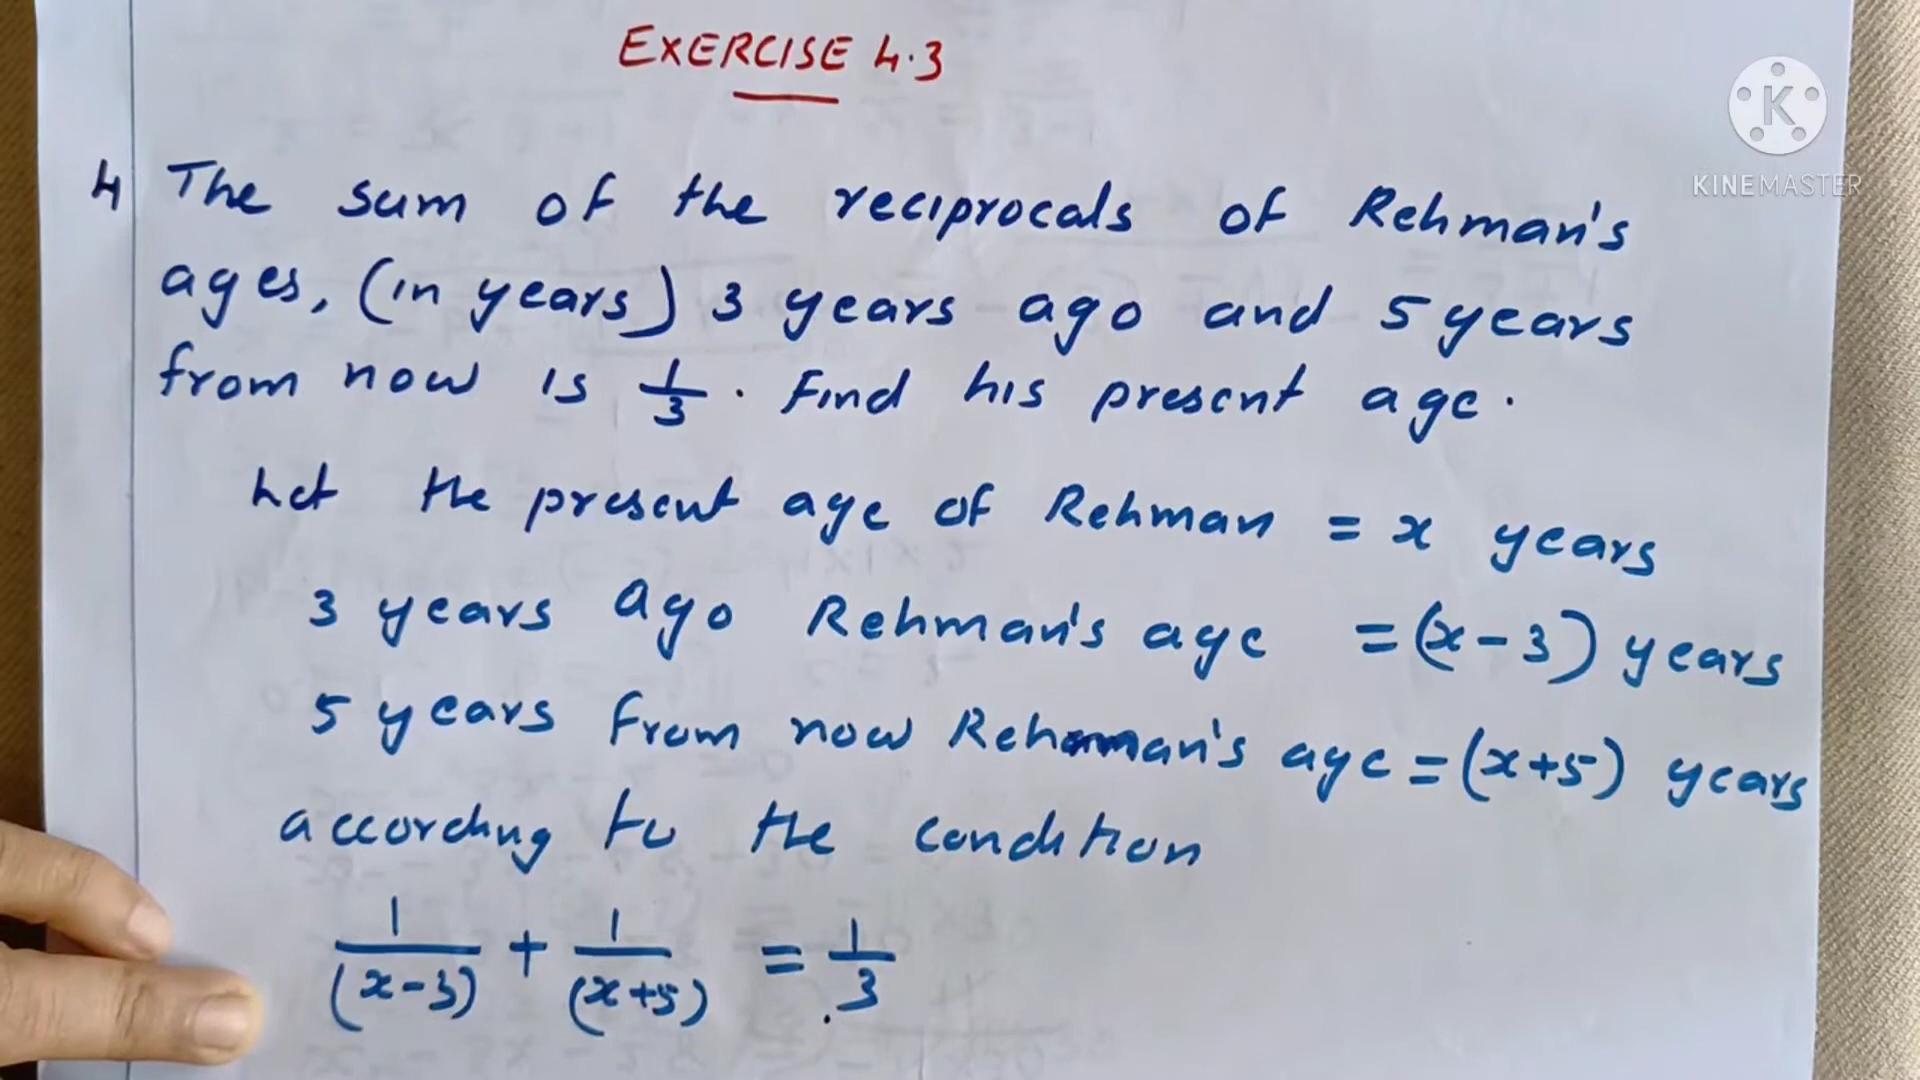 EXERCISE 4.3
K
KINEMASTER
4 The sum of the reciprocals of Rehman's
ages, (in years) 3 years ago and 5 years
from now is 1/3. Find his present age.
Let the present age of Rehman = x years
3 years ago Rehman's age = (x-3) years
5 years from now Rehman's age = (x+5) years
according to the condition
1/(x-3) + 1/(x+5) = 1/3